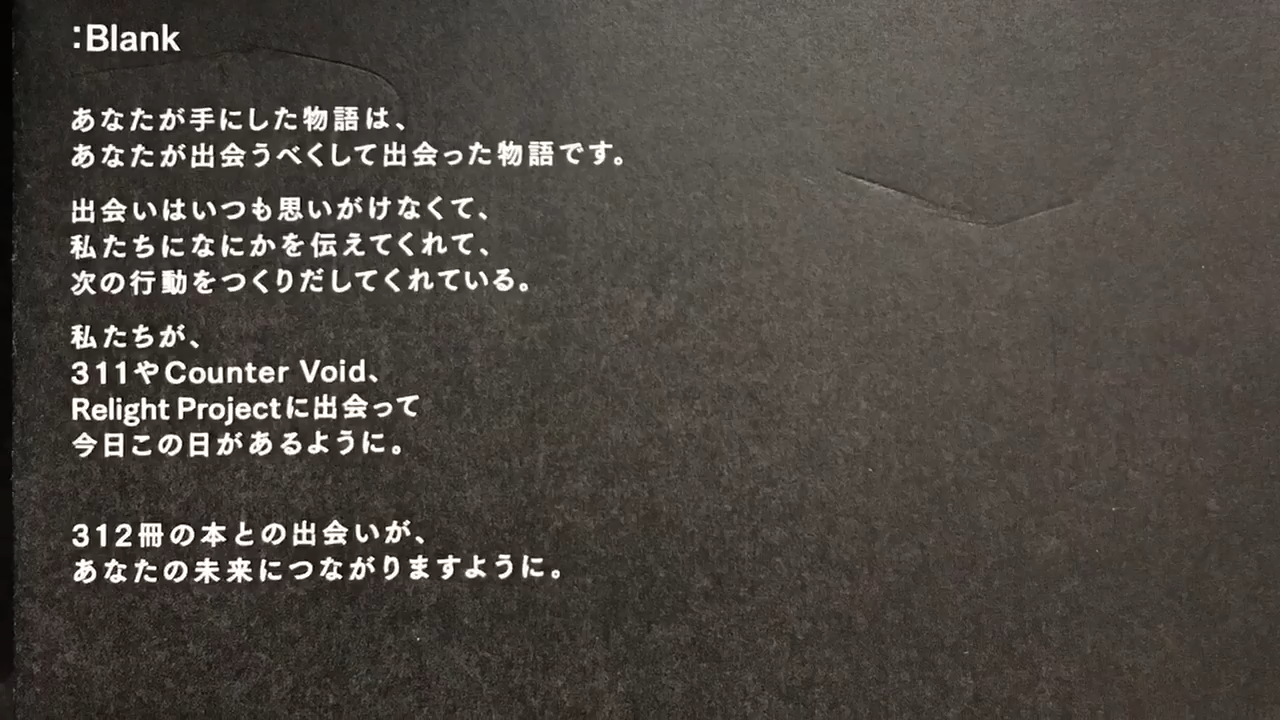 :Blank
あなたが手にした物語は、
あなたが出会うべくして出会った物語です。
出会いはいつも思いがけなくて、
私たちになにかを伝えてくれて、
次の行動をつくりだしてくれている。
私たちが、
311やCounter Void、
Relight Projectに出会って
今日この日があるように。
312冊の本との出会いが、
あなたの未来につながりますように。